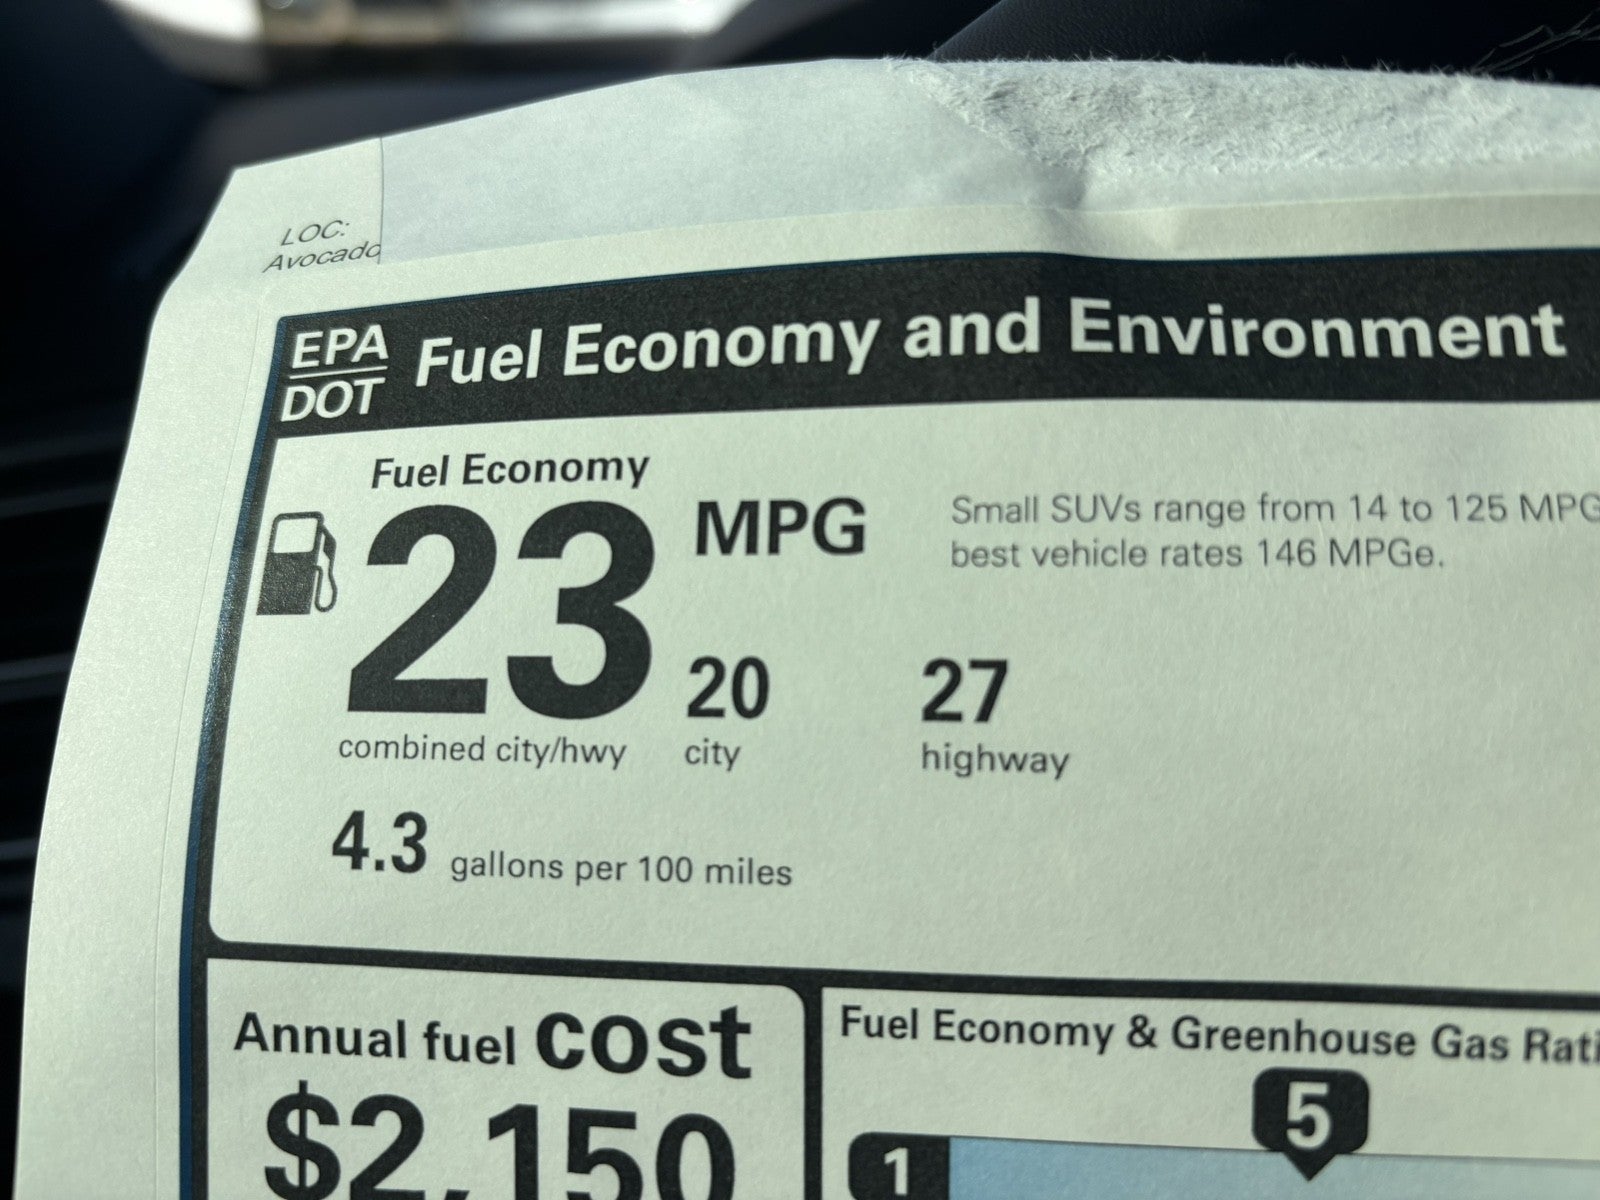 LOC:
Avocado
EPA
DOT
Fuel Economy and Environment
Fuel Economy
23 MPG
combined city/hwy
20
city
27
highway
Small SUVs range from 14 to 125 MPG
best vehicle rates 146 MPGe.
4.3 gallons per 100 miles
Annual fuel cost
$2,150
Fuel Economy & Greenhouse Gas Rati
5
1